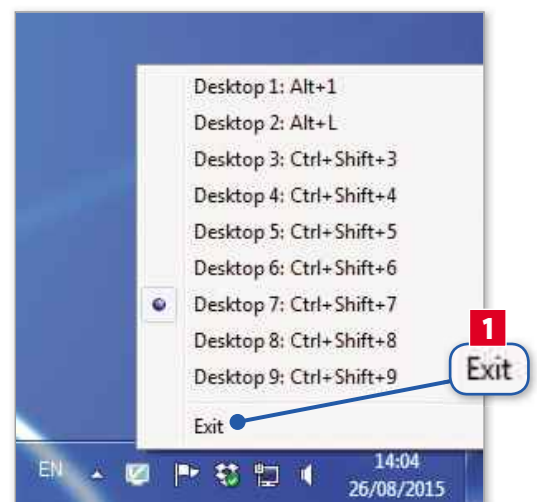 Desktop 1: Alt+1
Desktop 2: Alt+L
Desktop 3: Ctrl+Shift+3
Desktop 4: Ctrl+Shift+4
Desktop 5: Ctrl+Shift+5
Desktop 6: Ctrl+Shift+6
Desktop 7: Ctrl+Shift+7
Desktop 8: Ctrl+Shift+8
Desktop 9: Ctrl+Shift+9
1
Exit
Exit
EN
14:04
26/08/2015